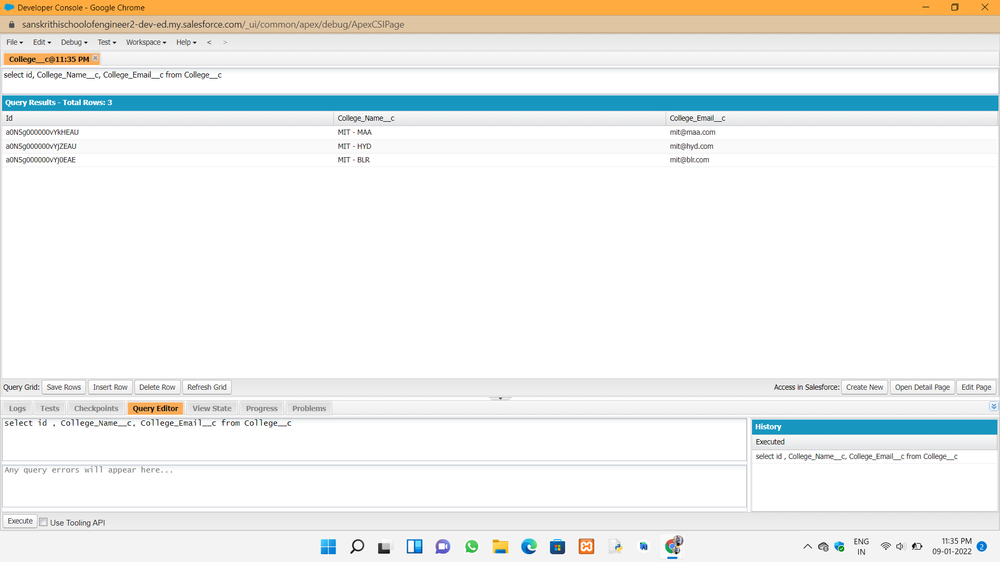 Developer Console - Google Chrome
sanskrithischoolofengineer2-dev-ed.my.salesforce.com/_ui/common/apex/debug/ApexCSIPage
File Edit Debug Test Workspace Help < >
College__c@11:35 PM
select id, College_Name__c, College_Email__c from College__c
Query Results - Total Rows: 3
Id College_Name__c College_Email__c
a0N5g000000vYkHEAU MIT - MAA mit@maa.com
a0N5g000000vYjZEAU MIT - HYD mit@hyd.com
a0N5g000000vYj0EAE MIT - BLR mit@blr.com
Query Grid: Save Rows Insert Row Delete Row Refresh Grid Access in Salesforce: Create New Open Detail Page Edit Page
Logs Tests Checkpoints Query Editor View State Progress Problems
select id , College_Name__c, College_Email__c from College__c
History
Executed
select id , College_Name__c, College_Email__c from College__c
Any query errors will appear here...
Execute Use Tooling API
ENG
IN
11:35 PM
09-01-2022
2